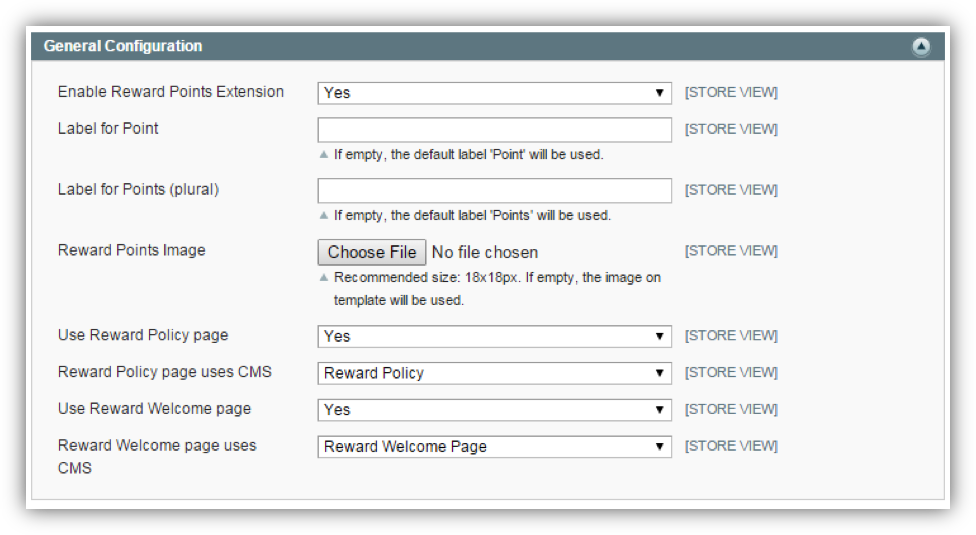 General Configuration
Enable Reward Points Extension Yes [STORE VIEW]
Label for Point [STORE VIEW]
If empty, the default label 'Point' will be used.
Label for Points (plural) [STORE VIEW]
If empty, the default label 'Points' will be used.
Reward Points Image Choose File No file chosen [STORE VIEW]
Recommended size: 18x18px. If empty, the image on
template will be used.
Use Reward Policy page Yes [STORE VIEW]
Reward Policy page uses CMS Reward Policy [STORE VIEW]
Use Reward Welcome page Yes [STORE VIEW]
Reward Welcome page uses Reward Welcome Page [STORE VIEW]
CMS